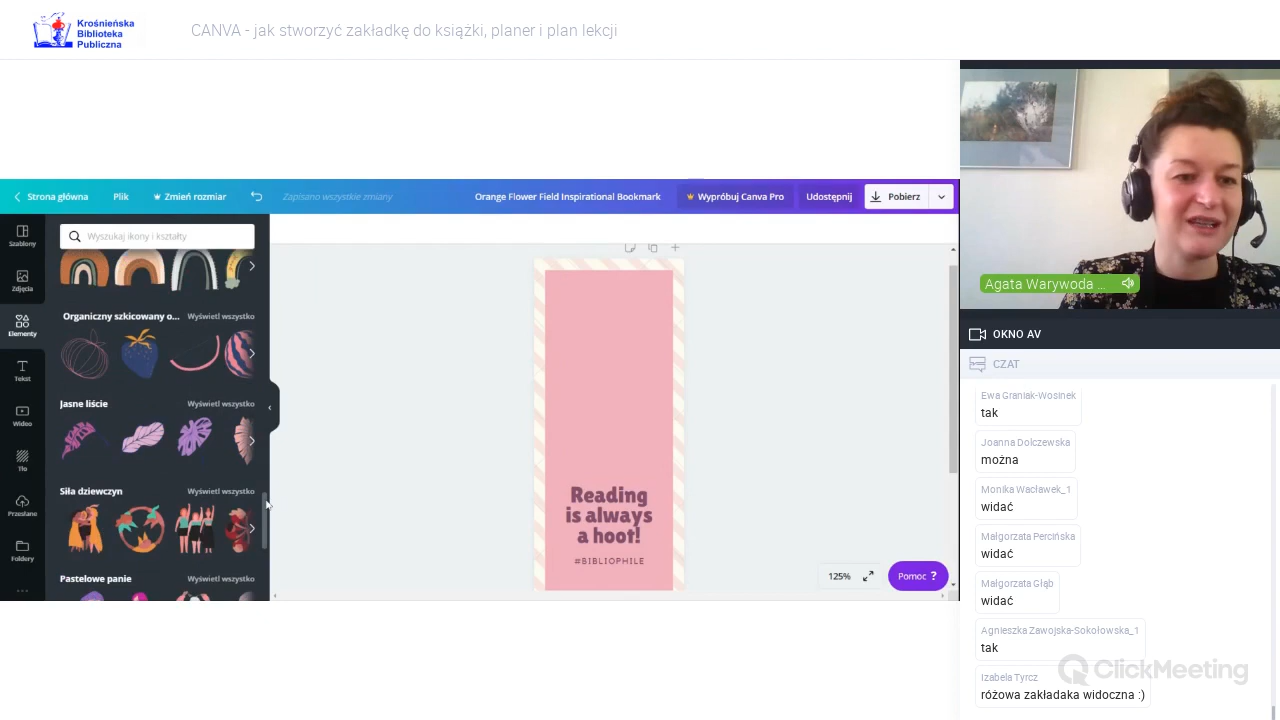 Krośnieńska
Biblioteka
Publiczna
CANVA - jak stworzyć zakładkę do książki, planer i plan lekcji
Strona główna
Plik
Zmień rozmiar
Zapisano wszystkie zmiany
Orange Flower Field Inspirational Bookmark
Wypróbuj Canva Pro
Udostępnij
Pobierz
Szablony
Zdjęcia
Elementy
Tekst
Wideo
Tło
Przesłane
Foldery
Wyszukaj ikony i kształty
Organiczny szkicowany o... Wyświetl wszystko
Jasne liście Wyświetl wszystko
Siła dziewczyn Wyświetl wszystko
Pastelowe panie Wyświetl wszystko
Reading
is always
a hoot!
#BIBLIOPHILE
125%
Pomoc ?
Agata Warywoda ...
OKNO AV
CZAT
Ewa Graniak-Wosinek
tak
Joanna Dolczewska
można
Monika Wacławek_1
widać
Małgorzata Percińska
widać
Małgorzata Głąb
widać
Agnieszka Zawojska-Sokołowska_1
tak
Izabela Tyrcz
różowa zakładaka widoczna :)
ClickMeeting